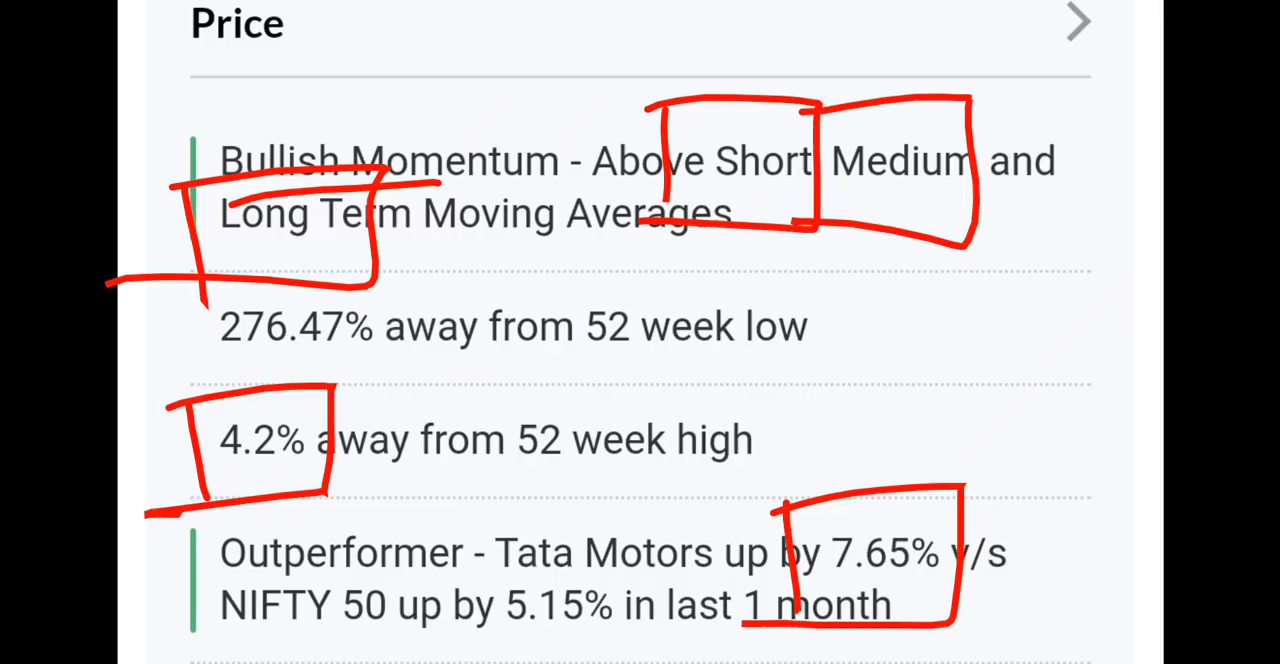 Price
Bullish Momentum - Above Short Medium and
Long Term Moving Averages
276.47% away from 52 week low
4.2% away from 52 week high
Outperformer - Tata Motors up by 7.65% v/s
NIFTY 50 up by 5.15% in last 1 month